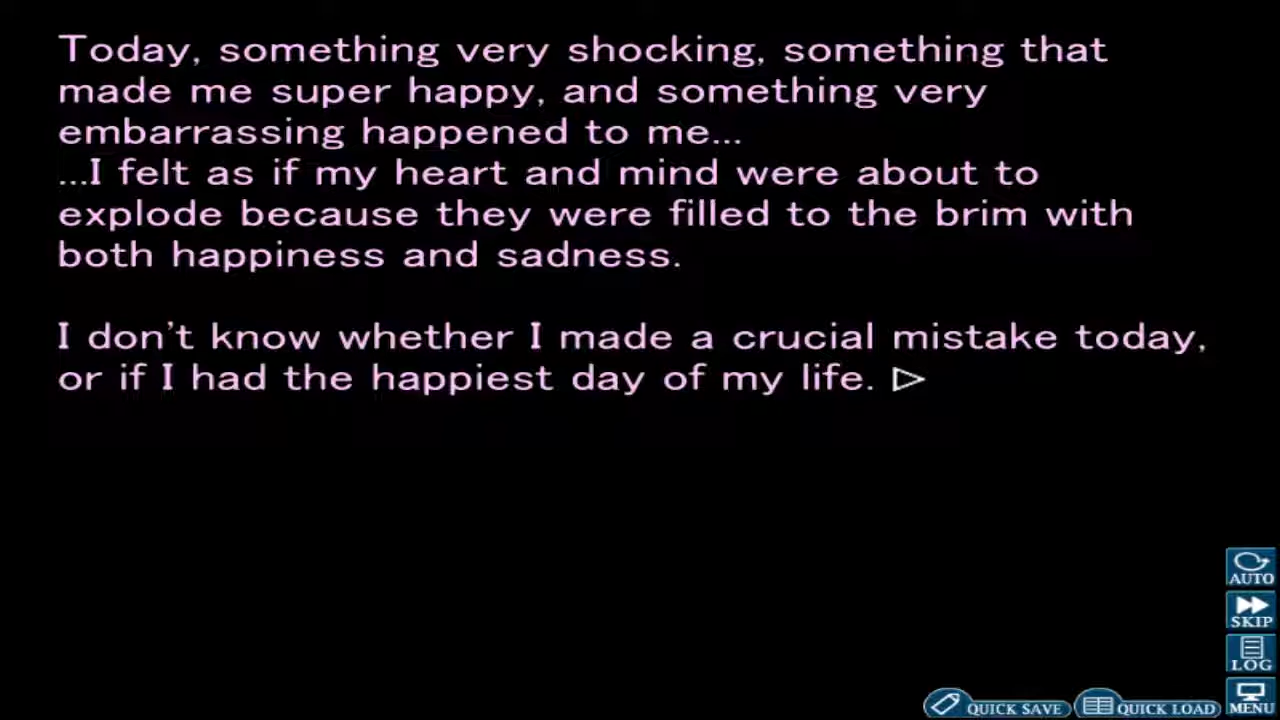 Today, something very shocking, something that
made me super happy, and something very
embarrassing happened to me...
...I felt as if my heart and mind were about to
explode because they were filled to the brim with
both happiness and sadness.
I don't know whether I made a crucial mistake today,
or if I had the happiest day of my life.
AUTO
SKIP
LOG
MENU
QUICK SAVE
QUICK LOAD